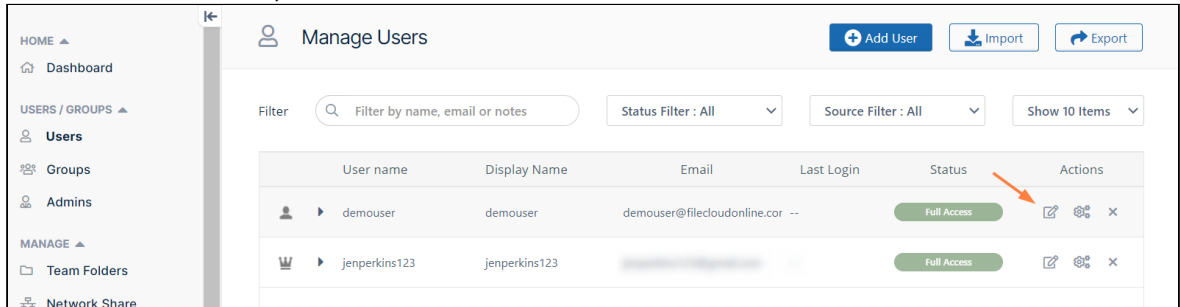 HOME
Dashboard
USERS / GROUPS
Users
Groups
Admins
MANAGE
Team Folders
Network Share
Manage Users
Add User
Import
Export
Filter
Filter by name, email or notes
Status Filter : All
Source Filter : All
Show 10 Items
User name Display Name Email Last Login Status Actions
demouser demouser demouser@filecloudonline.cor -- Full Access
jenperkins123 jenperkins123 Full Access